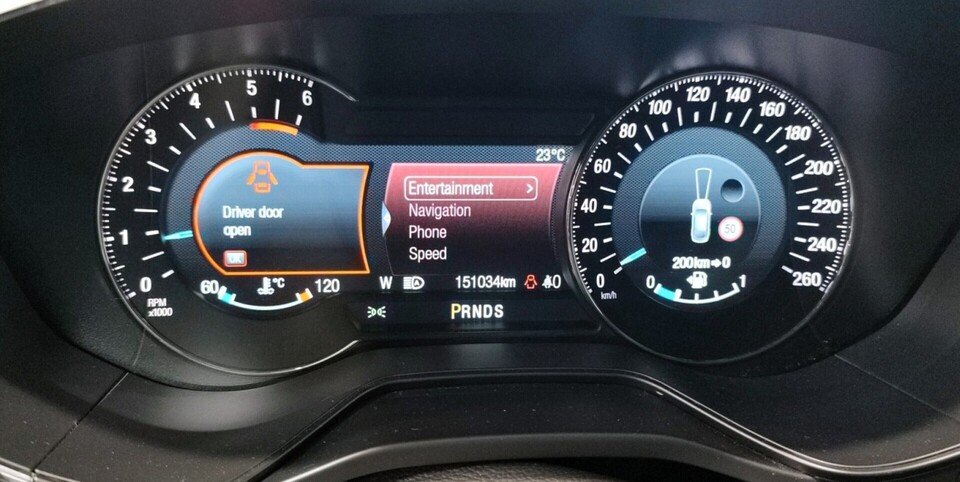 0
1
2
3
4
5
6
RPM
x1000
Driver door
open
OK
60 °C 120
23°C
Entertainment >
Navigation
Phone
Speed
W A 151034km
PRNDS
0
20
40
60
80
100
120
140
160
180
200
220
240
260
km/h
50
200km→0
0 1